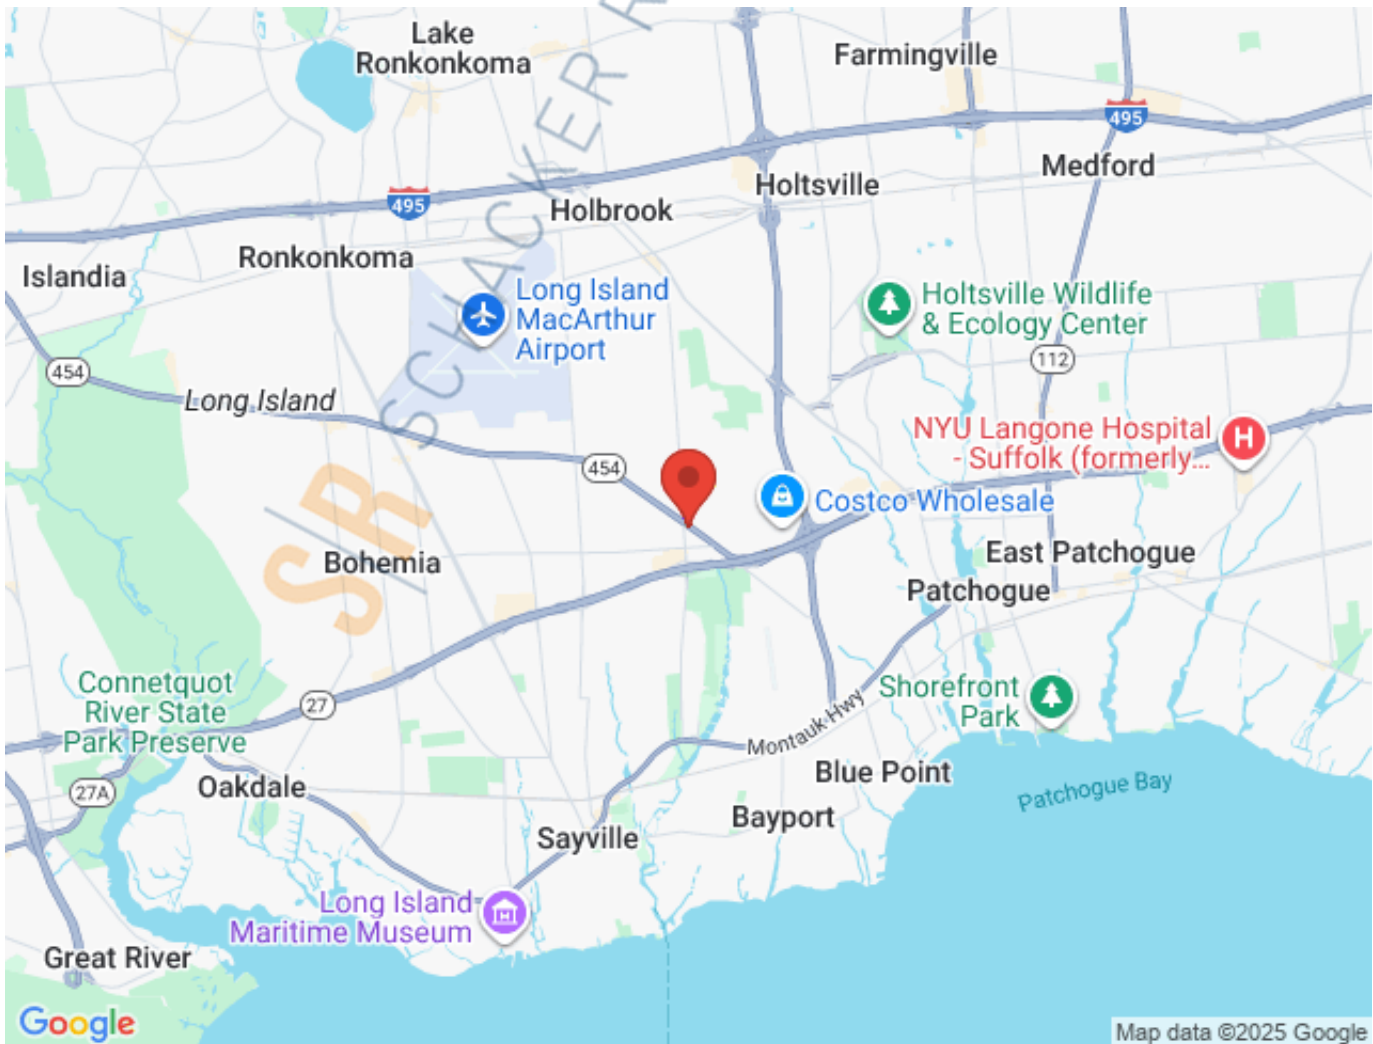 Lake
Ronkonkoma
Farmingville
495
Medford
Holtsville
495
Holbrook
Ronkonkoma
Islandia
Long Island
MacArthur
Airport
Holtsville Wildlife
& Ecology Center
454
112
Long Island
NYU Langone Hospital
- Suffolk (formerly...
H
454
Costco Wholesale
SR SCHACKER R
Bohemia
East Patchogue
Patchogue
Connetquot
River State
Park Preserve
27
Shorefront
Park
Montauk Hwy
27A
Oakdale
Blue Point
Patchogue Bay
Bayport
Sayville
Long Island
Maritime Museum
Great River
Google
Map data ©2025 Google